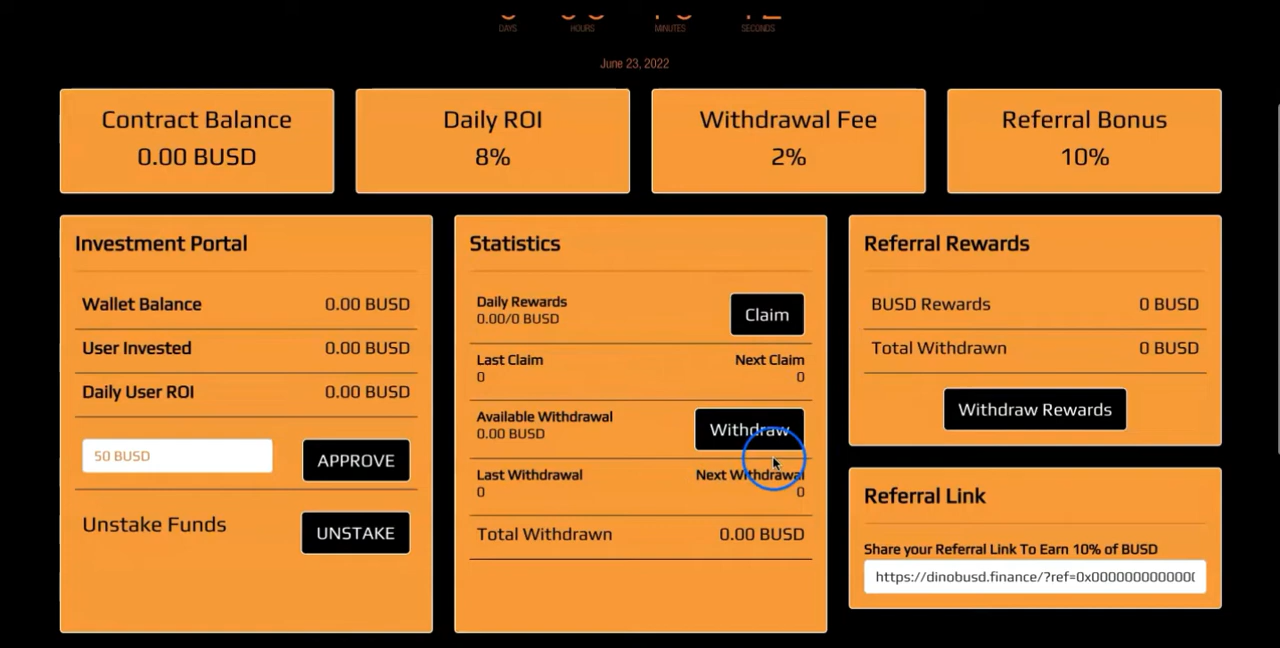 DAYS HOURS MINUTES SECONDS
June 23, 2022
Contract Balance
0.00 BUSD
Daily ROI
8%
Withdrawal Fee
2%
Referral Bonus
10%
Investment Portal
Wallet Balance 0.00 BUSD
User Invested 0.00 BUSD
Daily User ROI 0.00 BUSD
50 BUSD APPROVE
Unstake Funds UNSTAKE
Statistics
Daily Rewards
0.00/0 BUSD
Claim
Last Claim Next Claim
0 0
Available Withdrawal
0.00 BUSD
Withdraw
Last Withdrawal Next Withdrawal
0 0
Total Withdrawn 0.00 BUSD
Referral Rewards
BUSD Rewards 0 BUSD
Total Withdrawn 0 BUSD
Withdraw Rewards
Referral Link
Share your Referral Link To Earn 10% of BUSD
https://dinobusd.finance/?ref=0x000000000000(